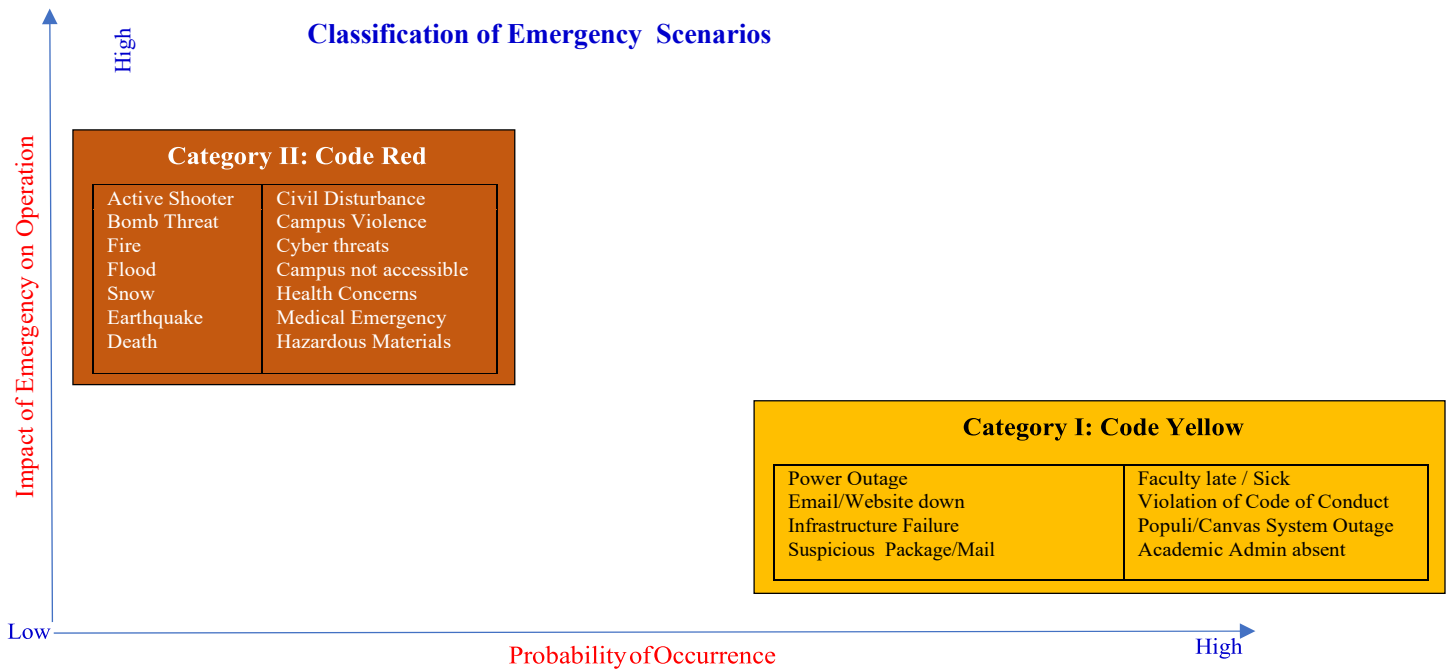 Classification of Emergency Scenarios
High
Impact of Emergency on Operation
Category II: Code Red
Active Shooter
Bomb Threat
Fire
Flood
Snow
Earthquake
Death
Civil Disturbance
Campus Violence
Cyber threats
Campus not accessible
Health Concerns
Medical Emergency
Hazardous Materials
Category I: Code Yellow
Power Outage
Email/Website down
Infrastructure Failure
Suspicious Package/Mail
Faculty late / Sick
Violation of Code of Conduct
Populi/Canvas System Outage
Academic Admin absent
Low
High
Probability of Occurrence